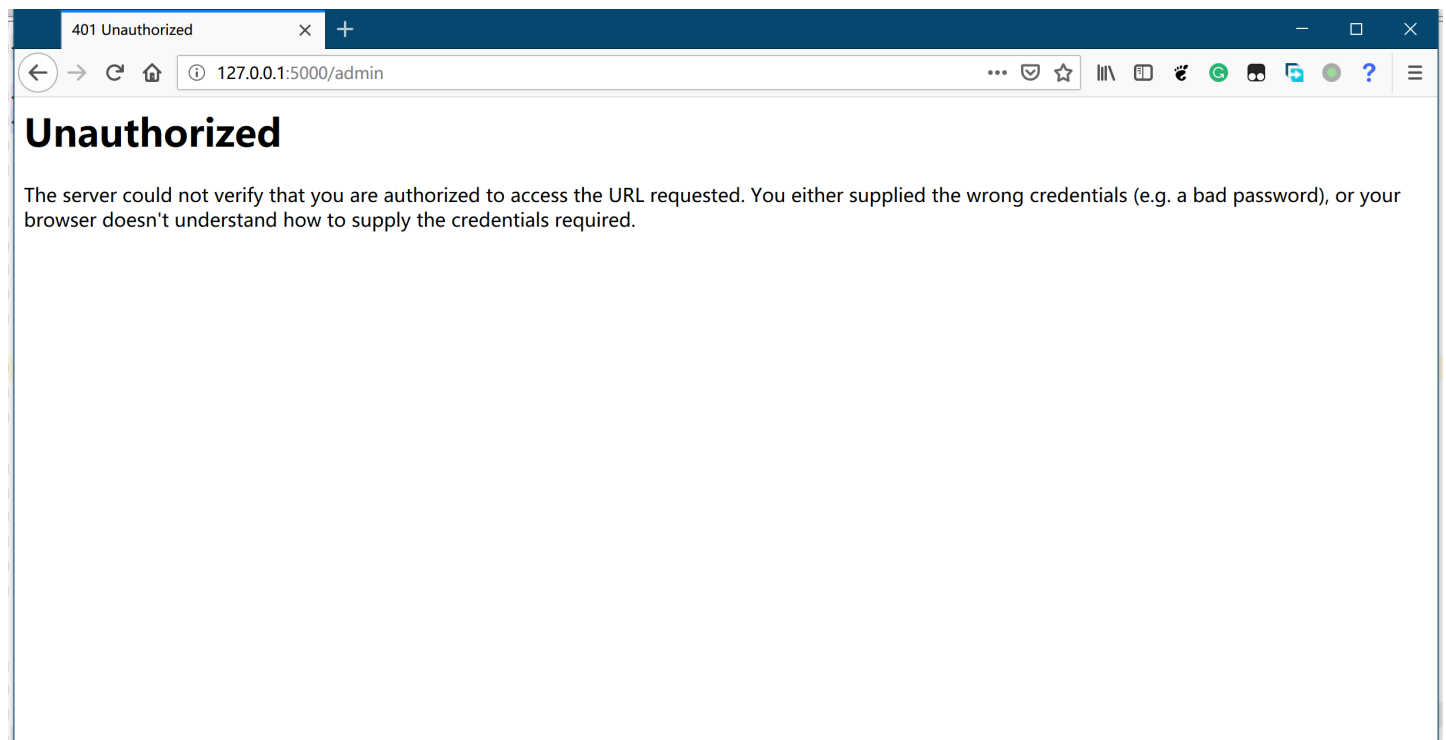 401 Unauthorized
127.0.0.1:5000/admin
Unauthorized
The server could not verify that you are authorized to access the URL requested. You either supplied the wrong credentials (e.g. a bad password), or your
browser doesn't understand how to supply the credentials required.